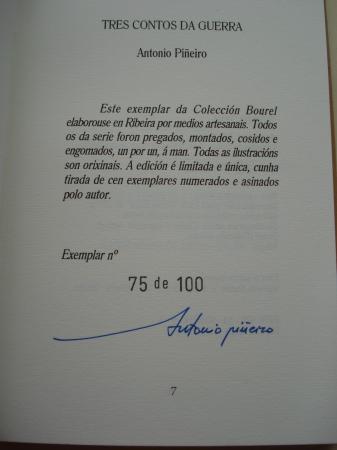 TRES CONTOS DA GUERRA
Antonio Piñeiro
Este exemplar da Colección Bourel
elaborouse en Ribeira por medios artesanais. Todos
os da serie foron pregados, montados, cosidos e
engomados, un por un, á man. Todas as ilustracións
son orixinais. A edición é limitada e única, cunha
tirada de cen exemplares numerados e asinados
polo autor.
Exemplar nº
75 de 100
Antonio piñeiro
7